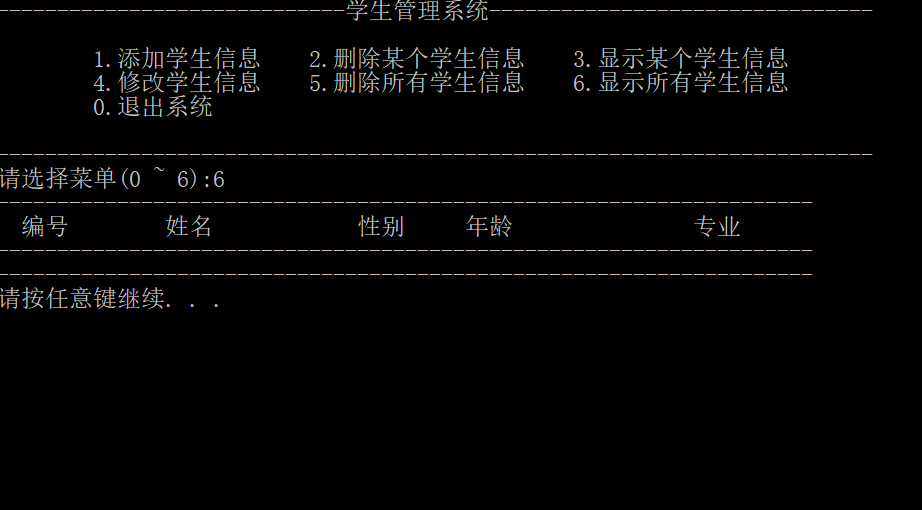 -----------------------------学生管理系统--------------------------------
1.添加学生信息    2.删除某个学生信息    3.显示某个学生信息
4.修改学生信息    5.删除所有学生信息    6.显示所有学生信息
0.退出系统
-------------------------------------------------------------------------
请选择菜单(0 ~ 6):6
--------------------------------------------------------------------
编号        姓名            性别     年龄               专业
--------------------------------------------------------------------
--------------------------------------------------------------------
请按任意键继续. . .